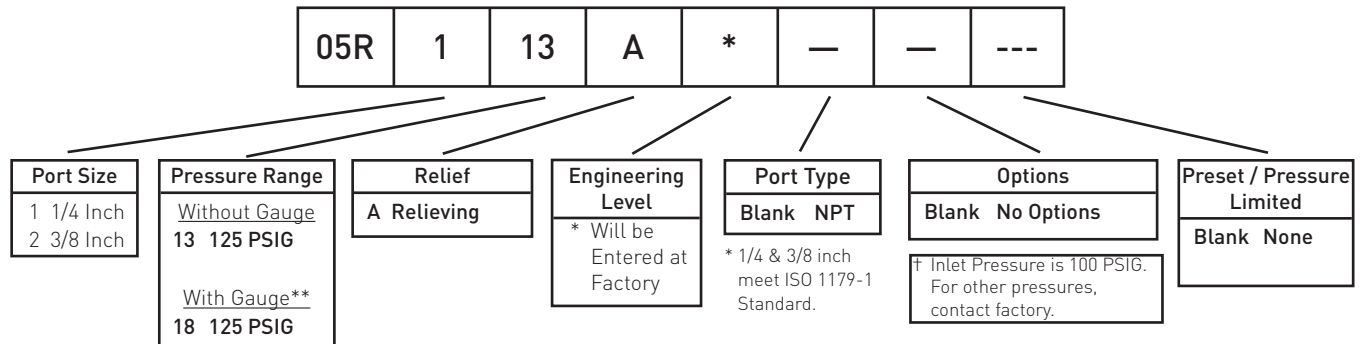 05R 1 13 A * — — ---
Port Size
1 1/4 Inch
2 3/8 Inch
Pressure Range
Without Gauge
13 125 PSIG
With Gauge**
18 125 PSIG
Relief
A Relieving
Engineering
Level
* Will be
Entered at
Factory
Port Type
Blank NPT
* 1/4 & 3/8 inch
meet ISO 1179-1
Standard.
Options
Blank No Options
† Inlet Pressure is 100 PSIG.
For other pressures,
contact factory.
Preset / Pressure
Limited
Blank None